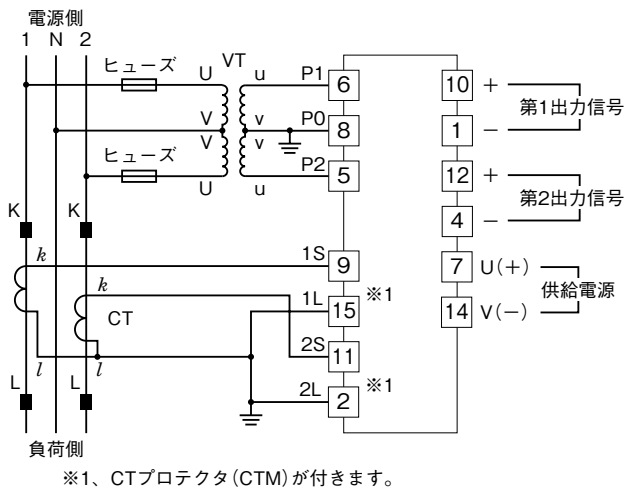 電源側
1 N 2
ヒューズ
VT
U
u
P1
6
10
+
第1出力信号
V
v
P0
8
1
−
V
v
ヒューズ
U
u
P2
5
12
+
第2出力信号
4
−
K
K
k
1S
9
7
U(+)
供給電源
k
1L
15
※1
14
V(−)
CT
2S
11
l
l
L
L
2L
2
※1
負荷側
※1、CTプロテクタ(CTM)が付きます。